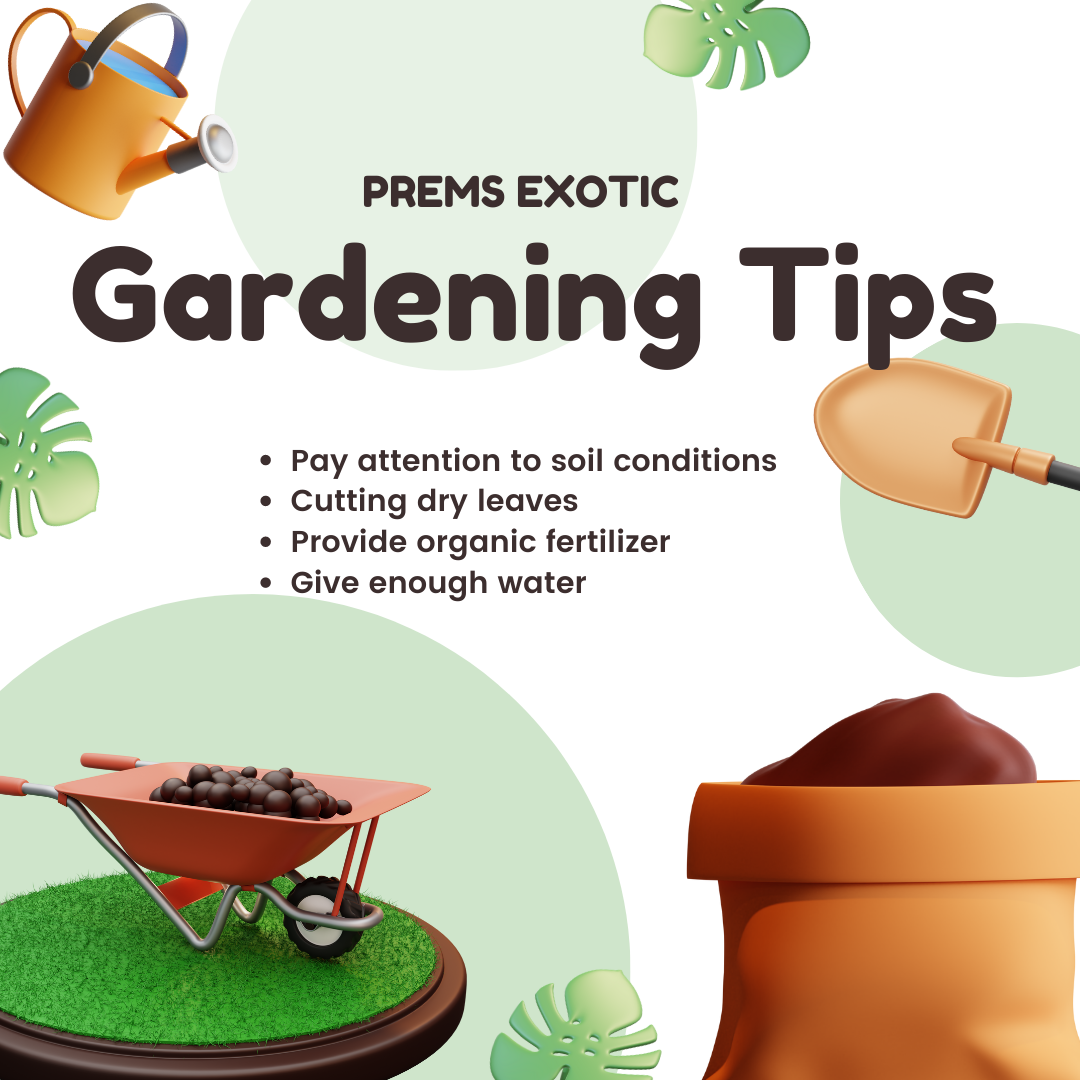 PREMS EXOTIC
Gardening Tips
• Pay attention to soil conditions
• Cutting dry leaves
• Provide organic fertilizer
• Give enough water